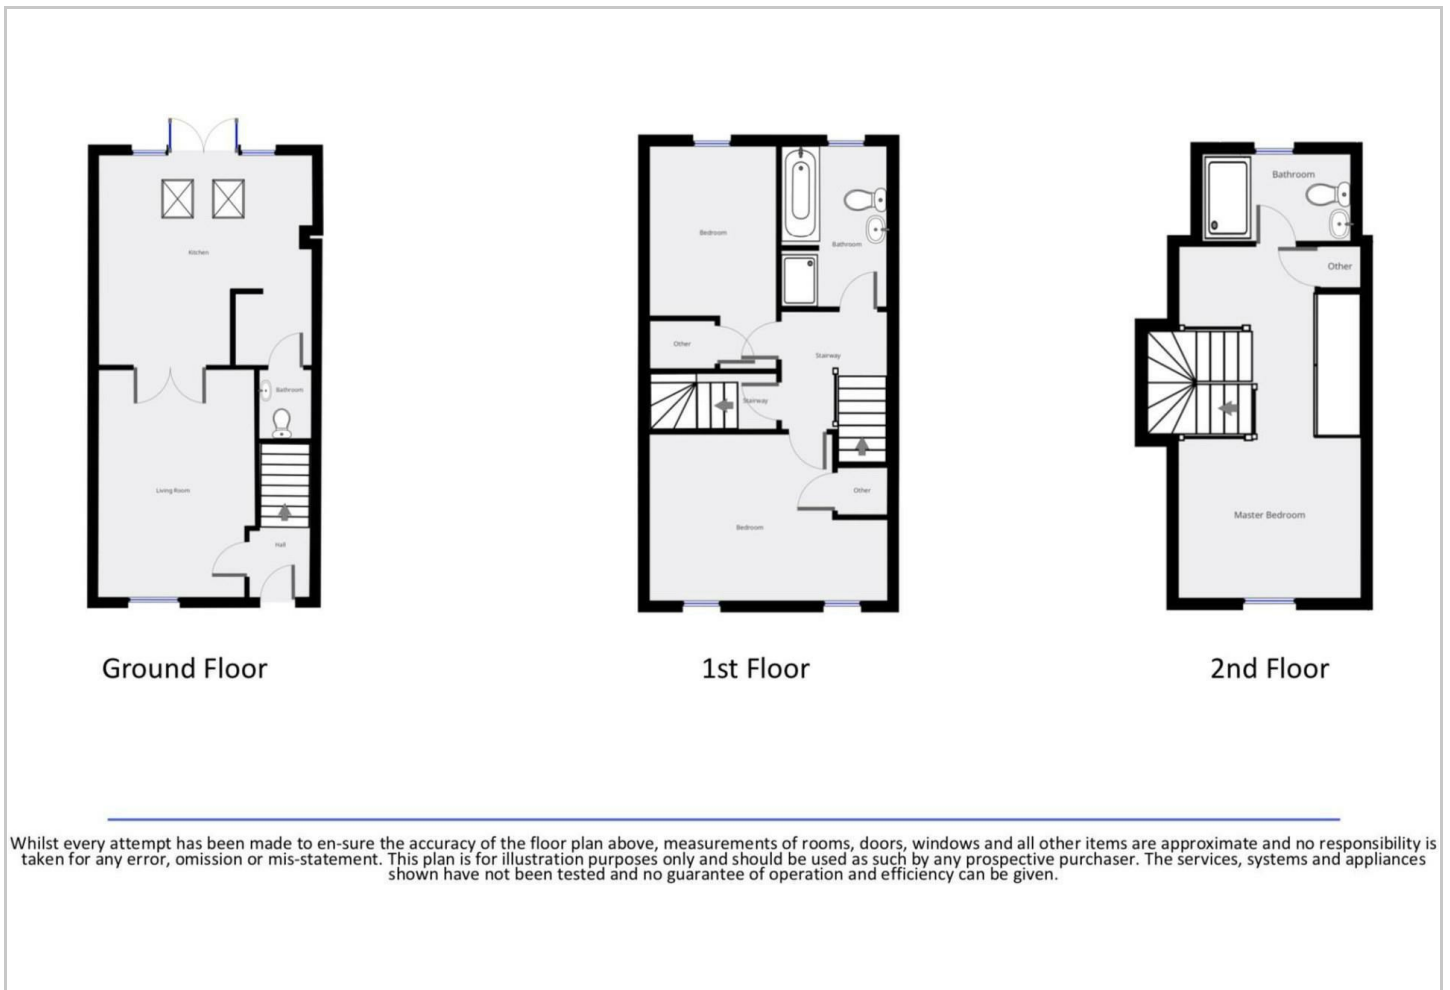 Kitchen
Bathroom
Living Room
Hall
Ground Floor
Bedroom
Bathroom
Other
Stairway
Stairway
Other
Bedroom
1st Floor
Bathroom
Other
Master Bedroom
2nd Floor
Whilst every attempt has been made to en-sure the accuracy of the floor plan above, measurements of rooms, doors, windows and all other items are approximate and no responsibility is
taken for any error, omission or mis-statement. This plan is for illustration purposes only and should be used as such by any prospective purchaser. The services, systems and appliances
shown have not been tested and no guarantee of operation and efficiency can be given.